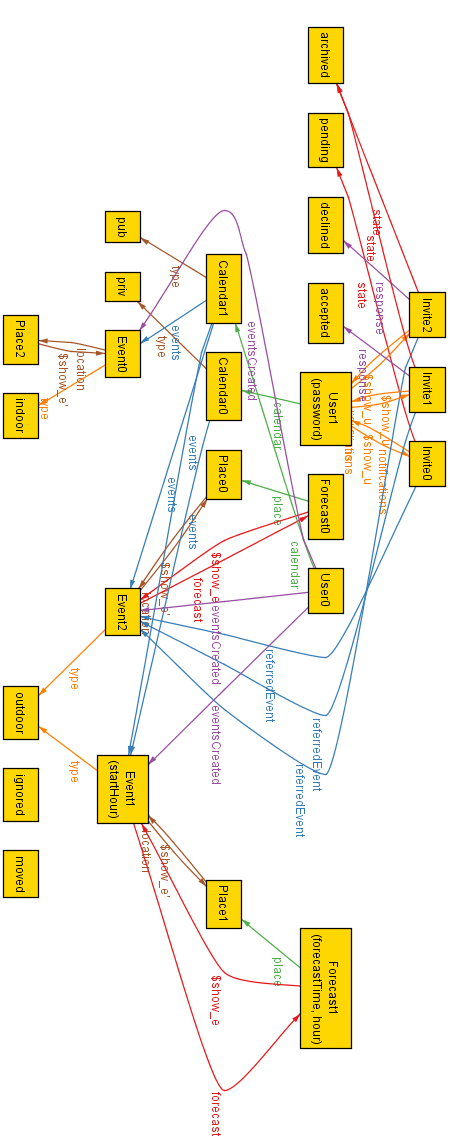 Invite2
Invite1
Invite0
state
state
response
$show_u
notifications
$show_u
$show_u
state
response
archived
pending
declined
accepted
User1
(password)
Forecast0
User0
Forecast1
(forecastTime, hour)
referredEvent
referredEvent
calendar
calendar
place
place
referredEvent
eventsCreated
Calendar1
Calendar0
Place0
Place1
$show_e
eventsCreated
eventsCreated
$show_e
forecast
forecast
events
events
type
events
events
type
$show_e'
$show_e'
location
pub
priv
Event0
Event2
Event1
(startHour)
location
$show_e'
type
type
Place2
indoor
outdoor
ignored
moved